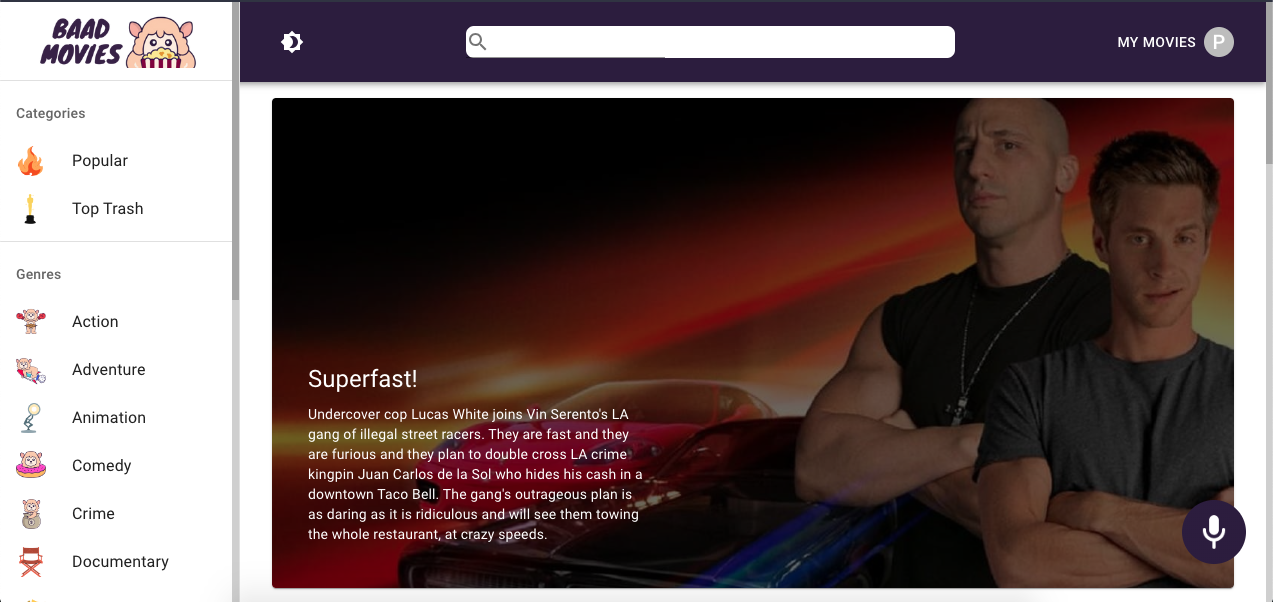 BAAD
MOVIES
MY MOVIES
P
Categories
Popular
Top Trash
Genres
Action
Adventure
Animation
Comedy
Crime
Documentary
Superfast!
Undercover cop Lucas White joins Vin Serento's LA
gang of illegal street racers. They are fast and they
are furious and they plan to double cross LA crime
kingpin Juan Carlos de la Sol who hides his cash in a
downtown Taco Bell. The gang's outrageous plan is
as daring as it is ridiculous and will see them towing
the whole restaurant, at crazy speeds.